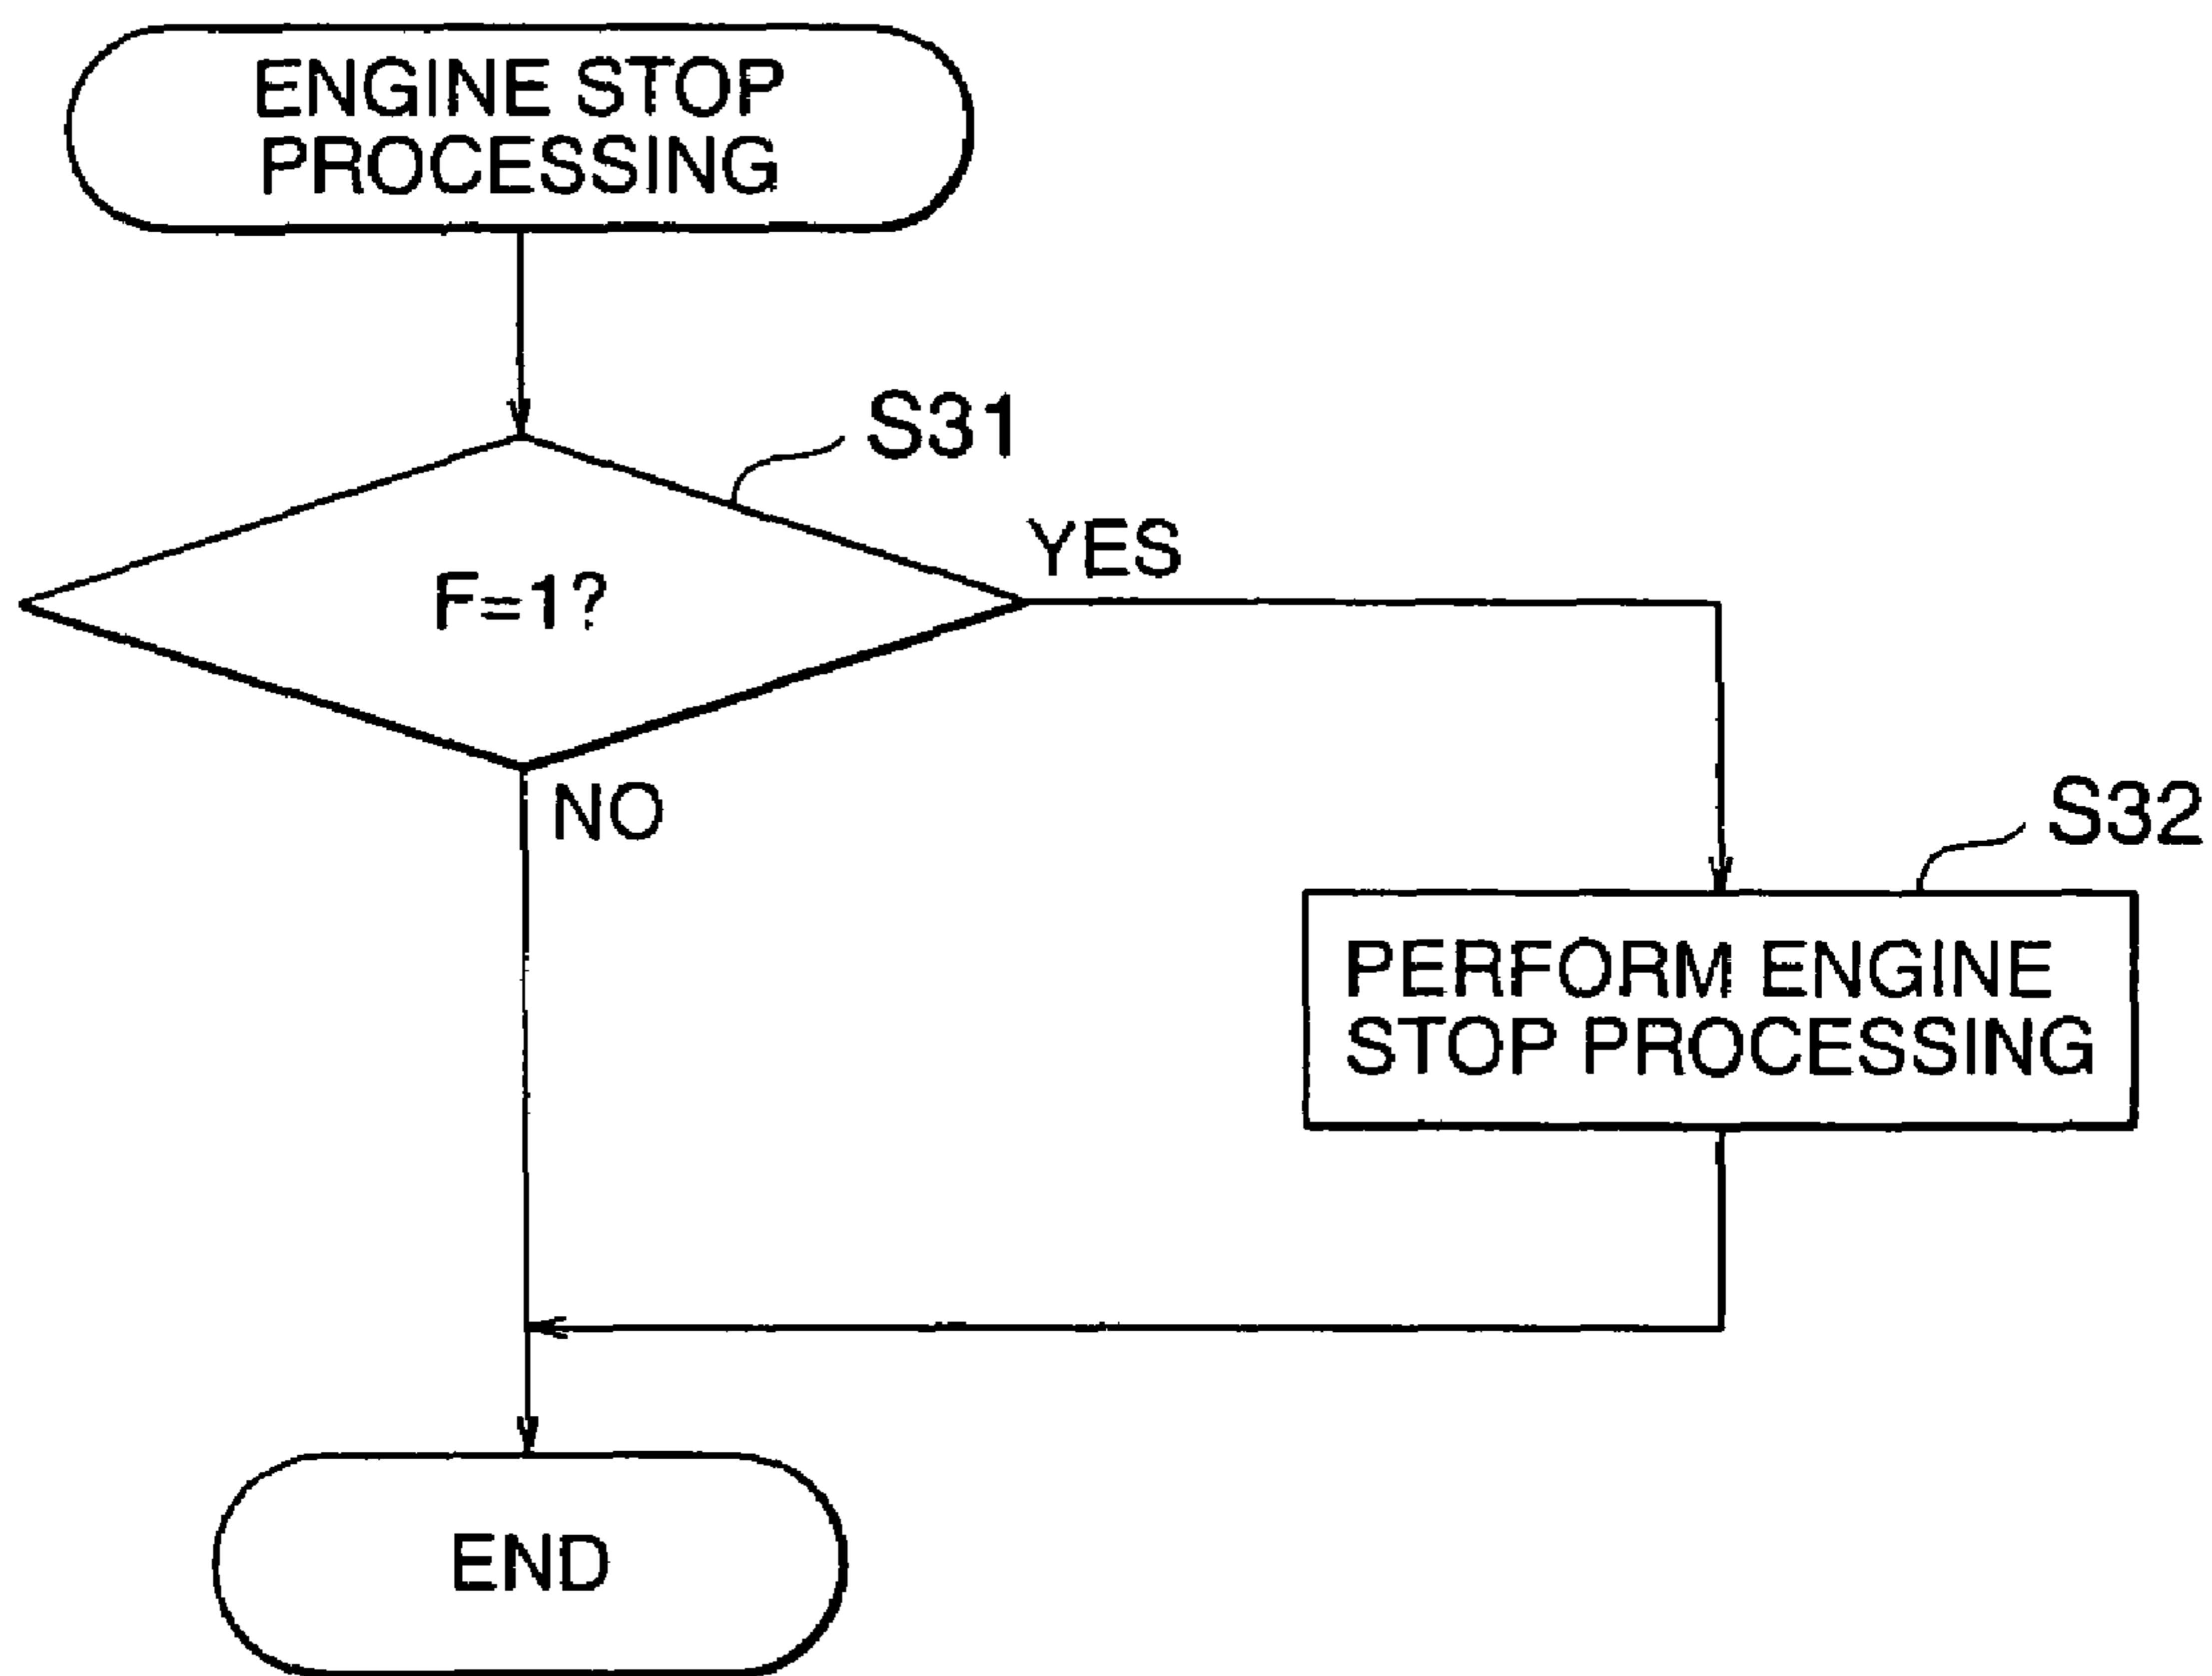 ENGINE STOP
PROCESSING
S31
F=1?
YES
NO
S32
PERFORM ENGINE
STOP PROCESSING
END